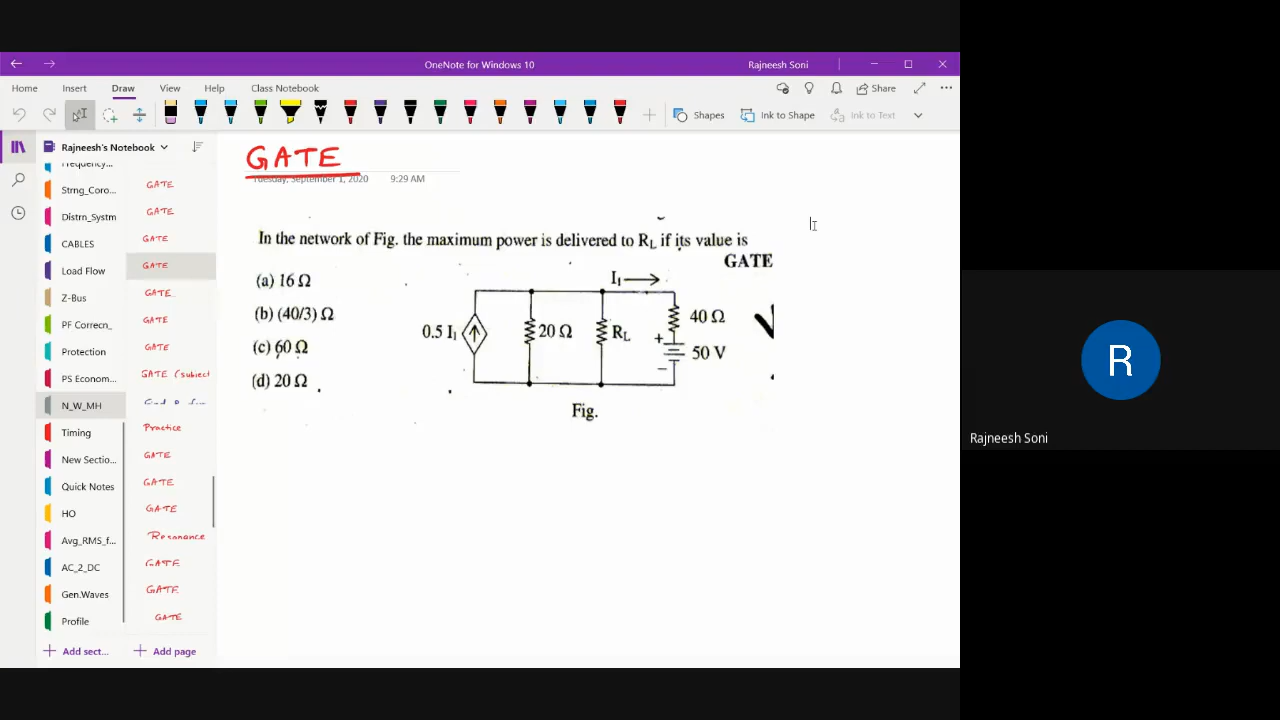 OneNote for Windows 10
Rajneesh Soni
Home Insert Draw View Help Class Notebook
Share
Shapes Ink to Shape Ink to Text
Rajneesh's Notebook
Frequency...
Strng_Coro...
Distrn_Systm
CABLES
Load Flow
Z-Bus
PF Correcn_
Protection
PS Econom...
N_W_MH
Timing
New Sectio...
Quick Notes
HO
Avg_RMS_f...
AC_2_DC
Gen.Waves
Profile
Add sect...
GATE
GATE
GATE
GATE
GATE
GATE
GATE
GATE (subject
Practice
GATE
GATE
GATE
Resonance
GATE
GATE
GATE
Add page
GATE
Tuesday, September 1, 2020 9:29 AM
In the network of Fig. the maximum power is delivered to RL if its value is
GATE
(a) 16 Ω
(b) (40/3) Ω
(c) 60 Ω
(d) 20 Ω
I1
0.5 I1
20 Ω
RL
40 Ω
+
50 V
−
Fig.
R
Rajneesh Soni